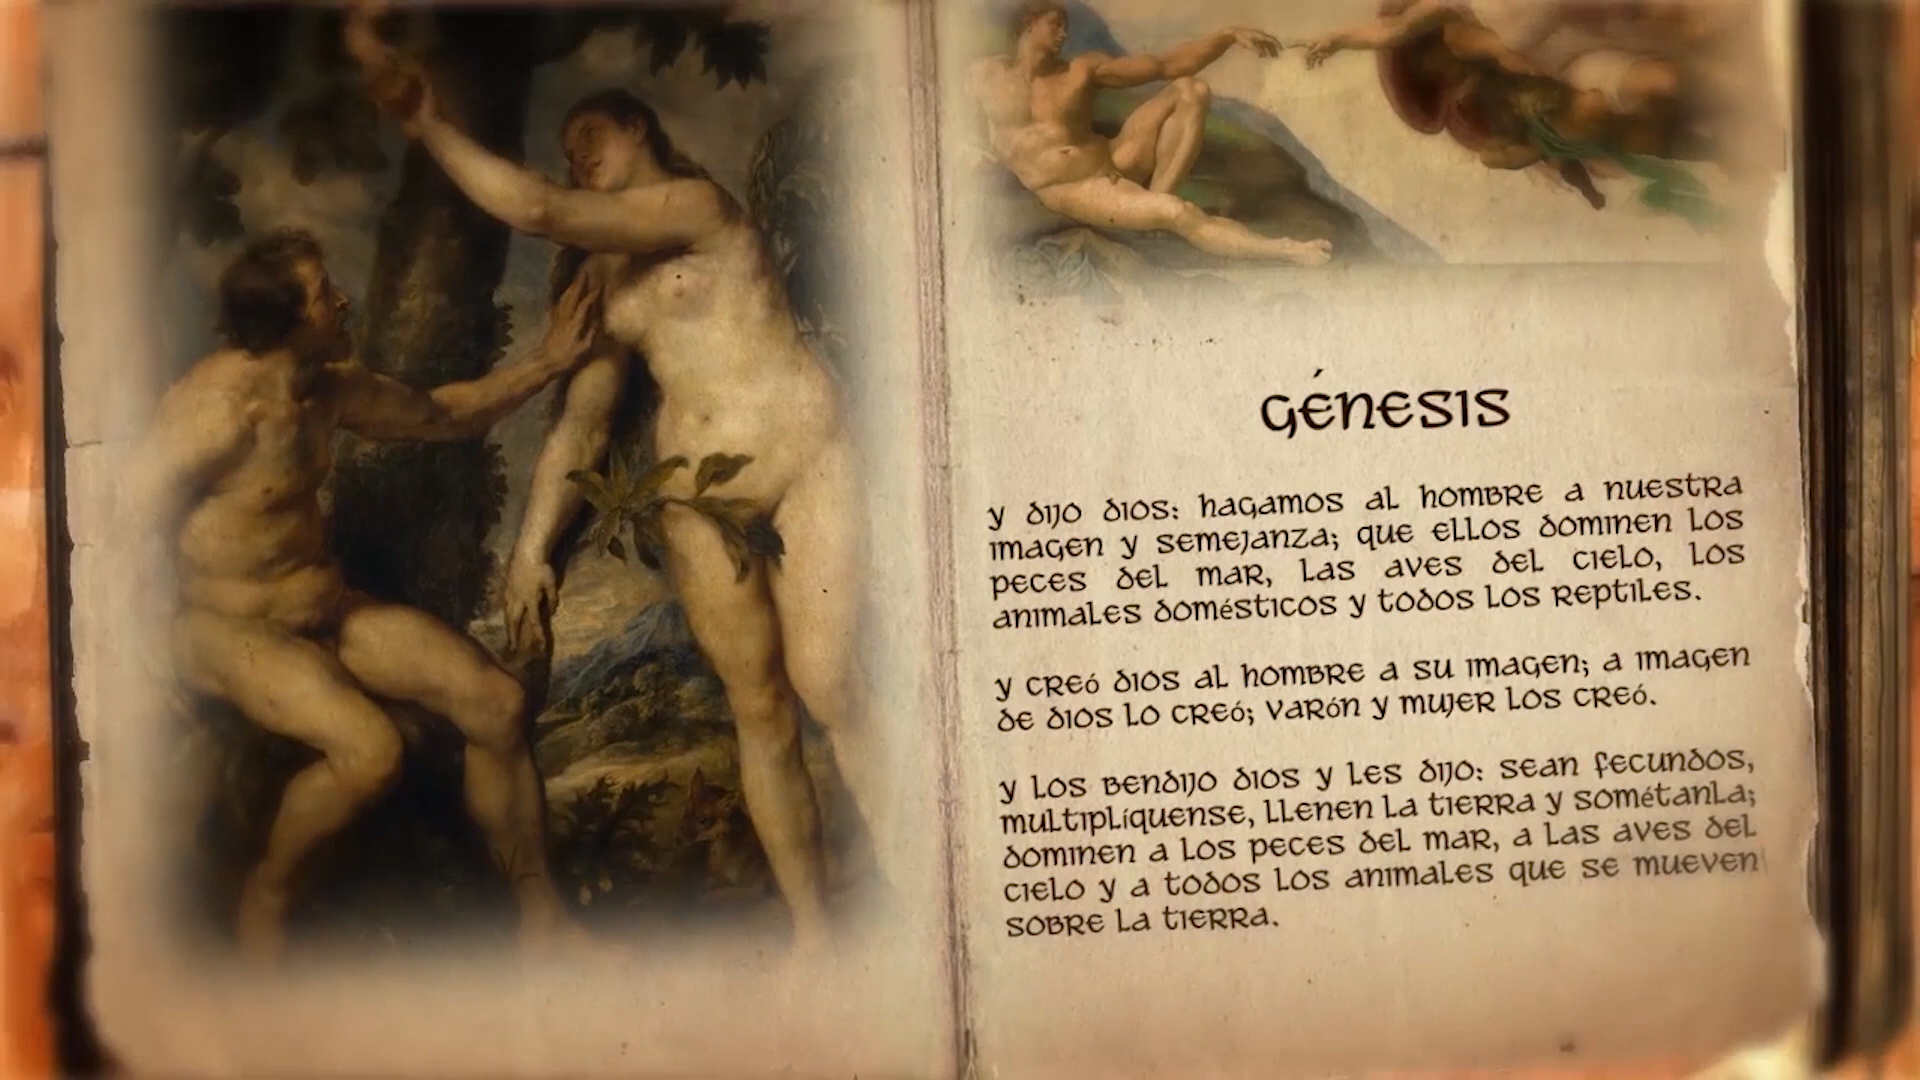 GÉNESIS
Y DIJO DIOS: HAGAMOS AL HOMBRE A NUESTRA
IMAGEN Y SEMEJANZA; QUE ELLOS DOMINEN LOS
PECES DEL MAR, LAS AVES DEL CIELO, LOS
ANIMALES DOMéSTICOS Y TODOS LOS REPTILES.
Y CREó DIOS AL HOMBRE A SU IMAGEN; A IMAGEN
DE DIOS LO CREó; VARóN Y MUJER LOS CREó.
Y LOS BENDIJO DIOS Y LES DIJO: SEAN FECUNDOS,
MULTIPLíQUENSE, LLENEN LA TIERRA Y SOMéTANLA;
DOMINEN A LOS PECES DEL MAR, A LAS AVES DEL
CIELO Y A TODOS LOS ANIMALES QUE SE MUEVEN
SOBRE LA TIERRA.